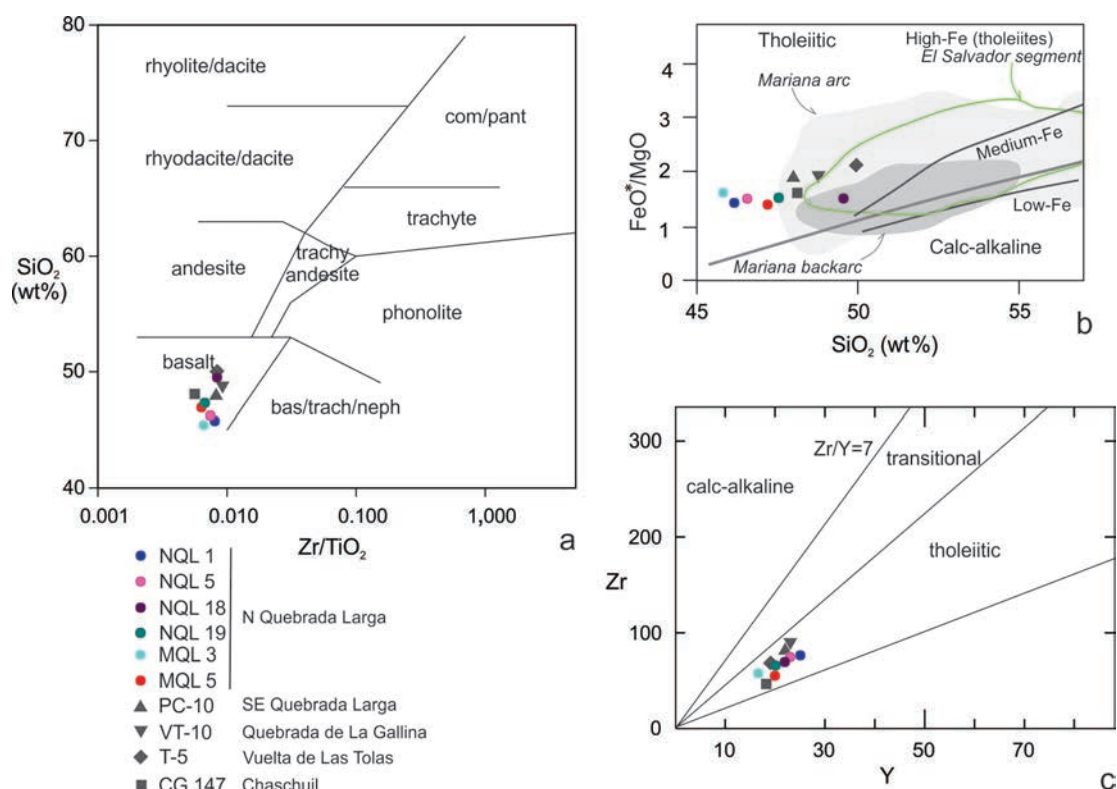 80
70
60
50
40
SiO2
(wt%)
rhyolite/dacite
com/pant
rhyodacite/dacite
trachyte
andesite
trachy
andesite
phonolite
basalt
bas/trach/neph
0.001
0.010
0.100
1,000
Zr/TiO2
a
NQL 1
NQL 5
NQL 18
NQL 19
MQL 3
MQL 5
N Quebrada Larga
PC-10 SE Quebrada Larga
VT-10 Quebrada de La Gallina
T-5 Vuelta de Las Tolas
CG 147 Chaschuil
4
3
2
1
0
FeO*/MgO
Tholeiitic
High-Fe (tholeiites)
El Salvador segment
Mariana arc
Medium-Fe
Low-Fe
Calc-alkaline
Mariana backarc
45
50
55
SiO2 (wt%)
b
300
200
100
0
Zr
Zr/Y=7
transitional
calc-alkaline
tholeiitic
10
30
50
70
Y
c